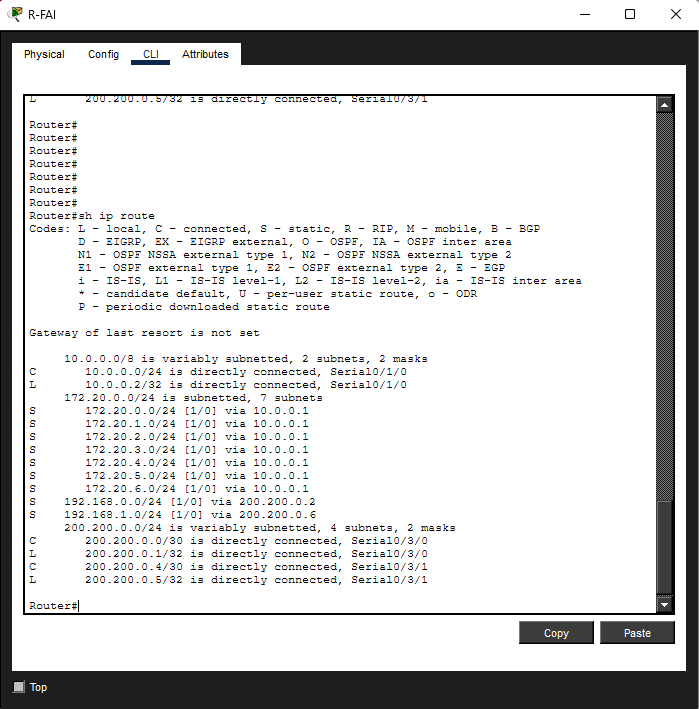 R-FAI
Physical Config CLI Attributes
L 200.200.0.5/32 is directly connected, Serial0/3/1
Router#
Router#
Router#
Router#
Router#
Router#
Router#
Router#sh ip route
Codes: L - local, C - connected, S - static, R - RIP, M - mobile, B - BGP
D - EIGRP, EX - EIGRP external, O - OSPF, IA - OSPF inter area
N1 - OSPF NSSA external type 1, N2 - OSPF NSSA external type 2
E1 - OSPF external type 1, E2 - OSPF external type 2, E - EGP
i - IS-IS, L1 - IS-IS level-1, L2 - IS-IS level-2, ia - IS-IS inter area
* - candidate default, U - per-user static route, o - ODR
P - periodic downloaded static route
Gateway of last resort is not set
10.0.0.0/8 is variably subnetted, 2 subnets, 2 masks
C 10.0.0.0/24 is directly connected, Serial0/1/0
L 10.0.0.2/32 is directly connected, Serial0/1/0
172.20.0.0/24 is subnetted, 7 subnets
S 172.20.0.0/24 [1/0] via 10.0.0.1
S 172.20.1.0/24 [1/0] via 10.0.0.1
S 172.20.2.0/24 [1/0] via 10.0.0.1
S 172.20.3.0/24 [1/0] via 10.0.0.1
S 172.20.4.0/24 [1/0] via 10.0.0.1
S 172.20.5.0/24 [1/0] via 10.0.0.1
S 172.20.6.0/24 [1/0] via 10.0.0.1
S 192.168.0.0/24 [1/0] via 200.200.0.2
S 192.168.1.0/24 [1/0] via 200.200.0.6
200.200.0.0/24 is variably subnetted, 4 subnets, 2 masks
C 200.200.0.0/30 is directly connected, Serial0/3/0
L 200.200.0.1/32 is directly connected, Serial0/3/0
C 200.200.0.4/30 is directly connected, Serial0/3/1
L 200.200.0.5/32 is directly connected, Serial0/3/1
Router#
Copy Paste
Top